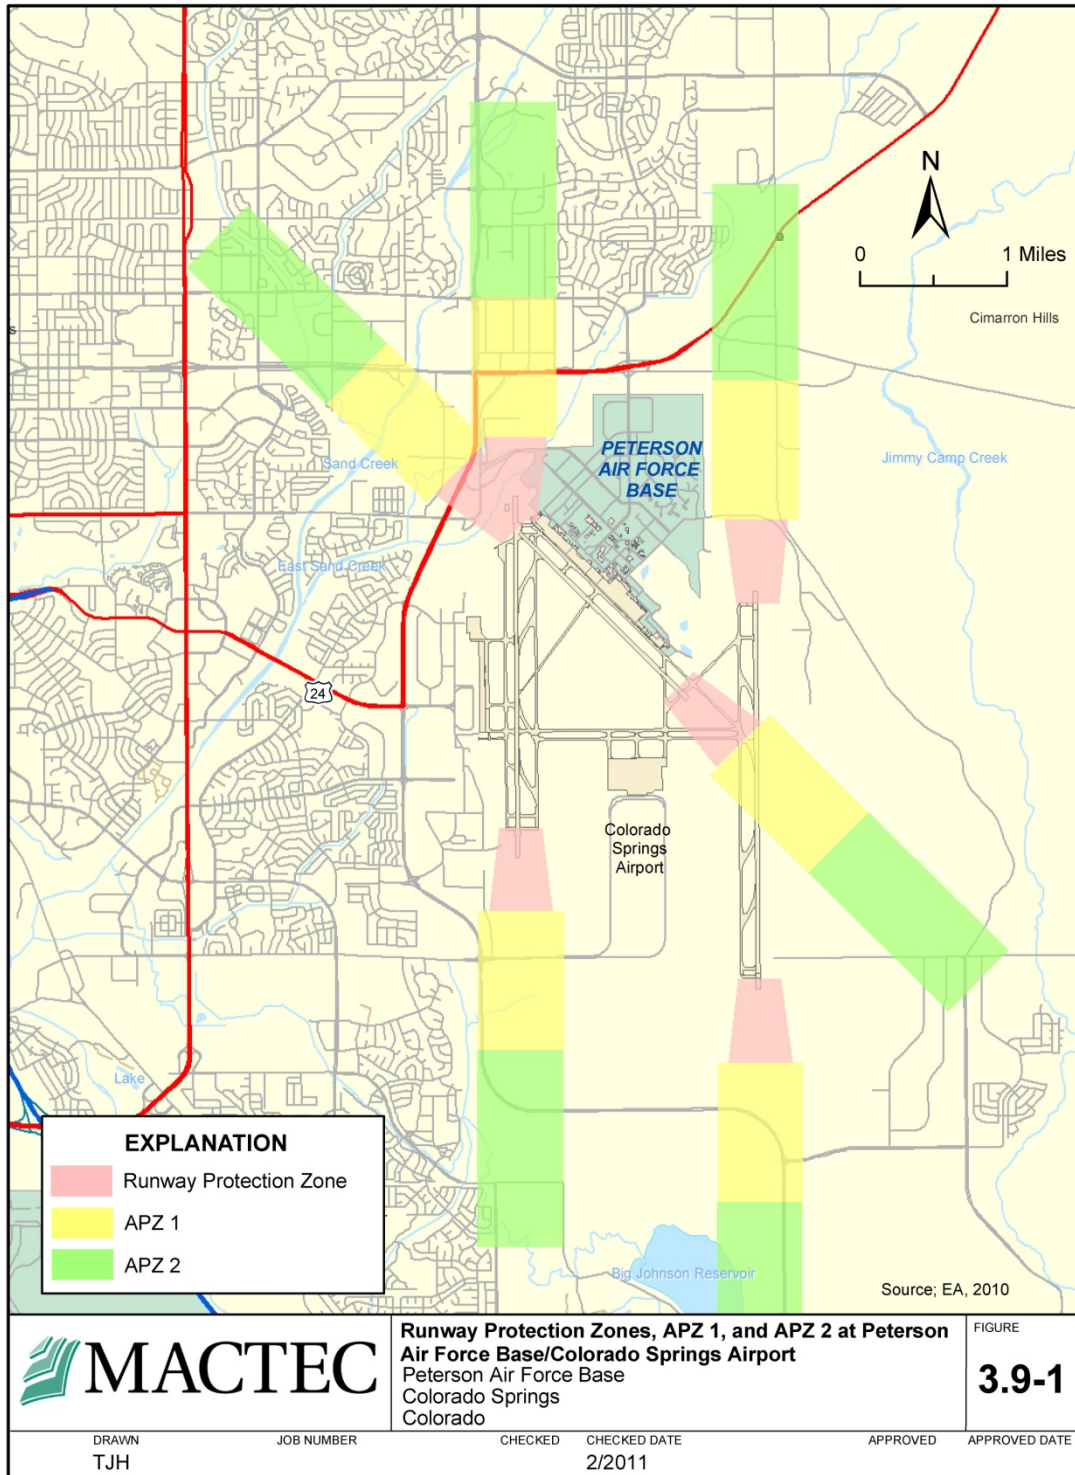 N
0 1 Miles
Cimarron Hills
s
PETERSON
AIR FORCE
BASE
Sand Creek
Jimmy Camp Creek
East Sand Creek
24
Colorado
Springs
Airport
Lake
EXPLANATION
Runway Protection Zone
APZ 1
APZ 2
Big Johnson Reservoir
Source; EA, 2010
MACTEC
Runway Protection Zones, APZ 1, and APZ 2 at Peterson
Air Force Base/Colorado Springs Airport
Peterson Air Force Base
Colorado Springs
Colorado
FIGURE
3.9-1
DRAWN JOB NUMBER CHECKED CHECKED DATE APPROVED APPROVED DATE
TJH 2/2011